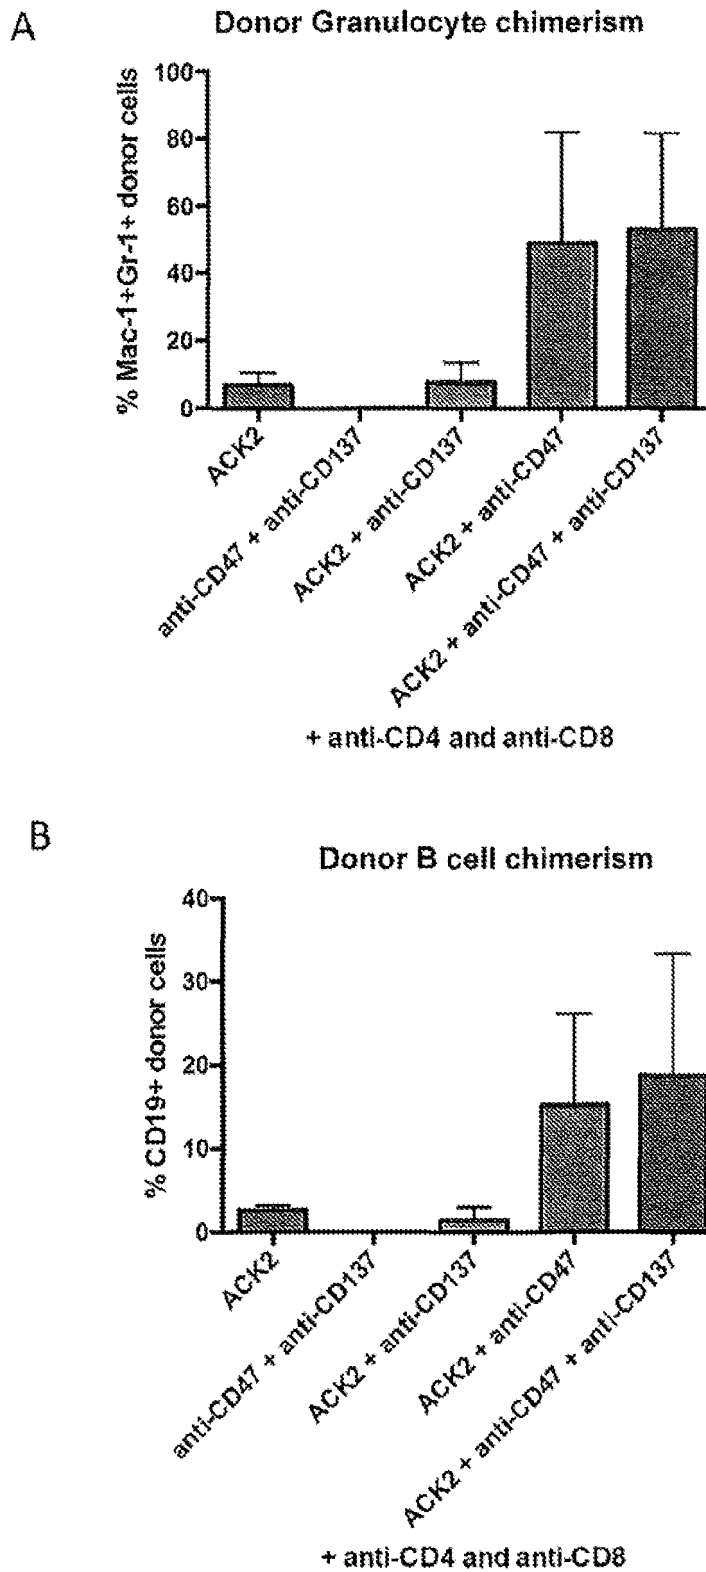 A
Donor Granulocyte chimerism
% Mac-1+Gr-1+ donor cells
100
80
60
40
20
0
ACK2
anti-CD47 + anti-CD137
ACK2 + anti-CD137
ACK2 + anti-CD47
ACK2 + anti-CD47 + anti-CD137
+ anti-CD4 and anti-CD8
B
Donor B cell chimerism
% CD19+ donor cells
40
30
20
10
0
ACK2
anti-CD47 + anti-CD137
ACK2 + anti-CD137
ACK2 + anti-CD47
ACK2 + anti-CD47 + anti-CD137
+ anti-CD4 and anti-CD8